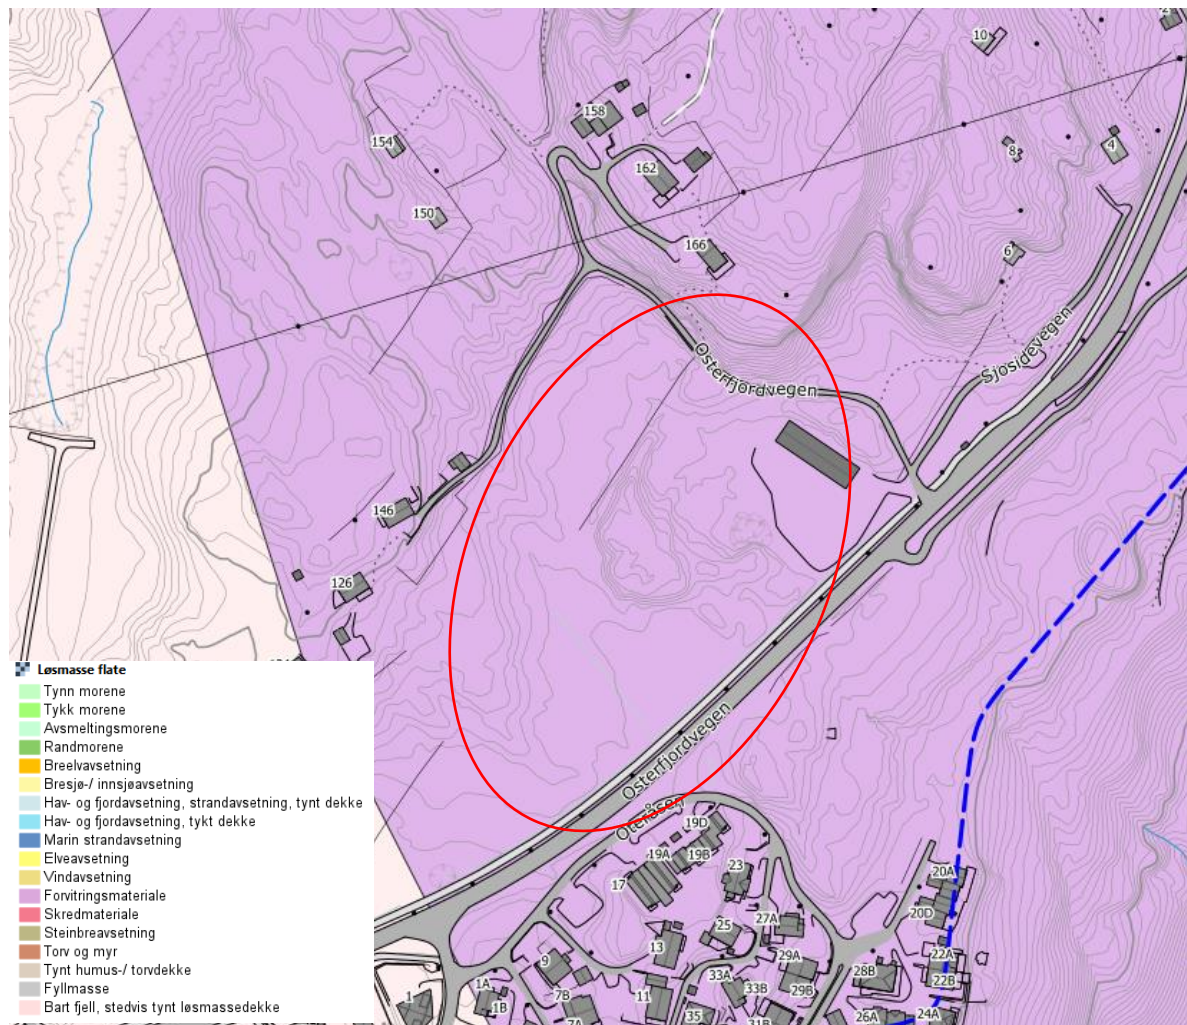 2
10
158
154
8
4
162
150
166
6
Osterfjordvegen
Sjøsidevegen
146
126
Løsmasse flate
Tynn morene
Tykk morene
Avsmeltingsmorene
Randmorene
Breelvavsetning
Bresjø-/ innsjøavsetning
Hav- og fjordavsetning, strandavsetning, tynt dekke
Hav- og fjordavsetning, tykt dekke
Marin strandavsetning
Elveavsetning
Vindavsetning
Forvitringsmateriale
Skredmateriale
Steinbreavsetning
Torv og myr
Tynt humus-/ torvdekke
Fyllmasse
Bart fjell, stedvis tynt løsmassedekke
Osterfjordvegen
Oteråsen
19D
19A
19B
23
17
20A
20D
27A
25
13
22A
29A
9
33A
28B
22B
1A
33B
29B
1
1B
7B
11
24A
35
31B
26A
7A